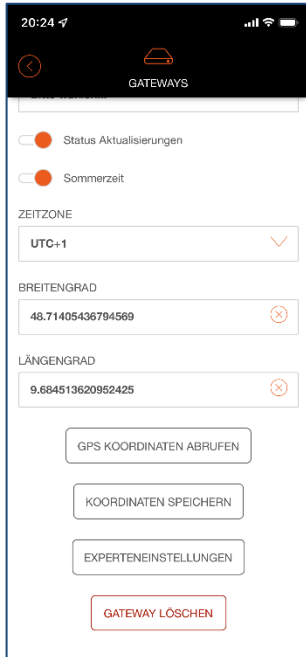 20:24
GATEWAYS
Status Aktualisierungen
Sommerzeit
ZEITZONE
UTC+1
BREITENGRAD
48.71405436794569
LÄNGENGRAD
9.684513620952425
GPS KOORDINATEN ABRUFEN
KOORDINATEN SPEICHERN
EXPERTENEINSTELLUNGEN
GATEWAY LÖSCHEN